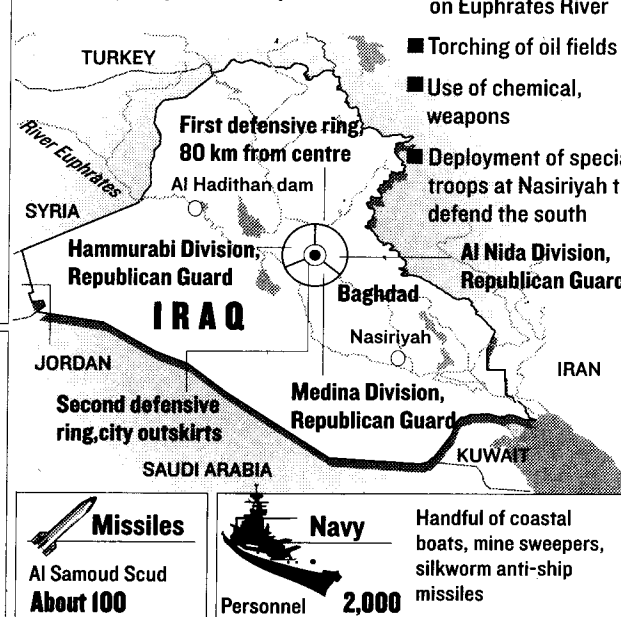 on Euphrates River
Torching of oil fields
Use of chemical,
weapons
Deployment of specia
troops at Nasiriyah t
defend the south
TURKEY
River Euphrates
First defensive ring,
80 km from centre
Al Hadithan dam
SYRIA
Hammurabi Division,
Republican Guard
Al Nida Division,
Republican Guard
Baghdad
IRAQ
Nasiriyah
JORDAN
IRAN
Second defensive
ring,city outskirts
Medina Division,
Republican Guard
KUWAIT
SAUDI ARABIA
Missiles
Al Samoud Scud
About 100
Navy
Personnel 2,000
Handful of coastal
boats, mine sweepers,
silkworm anti-ship
missiles